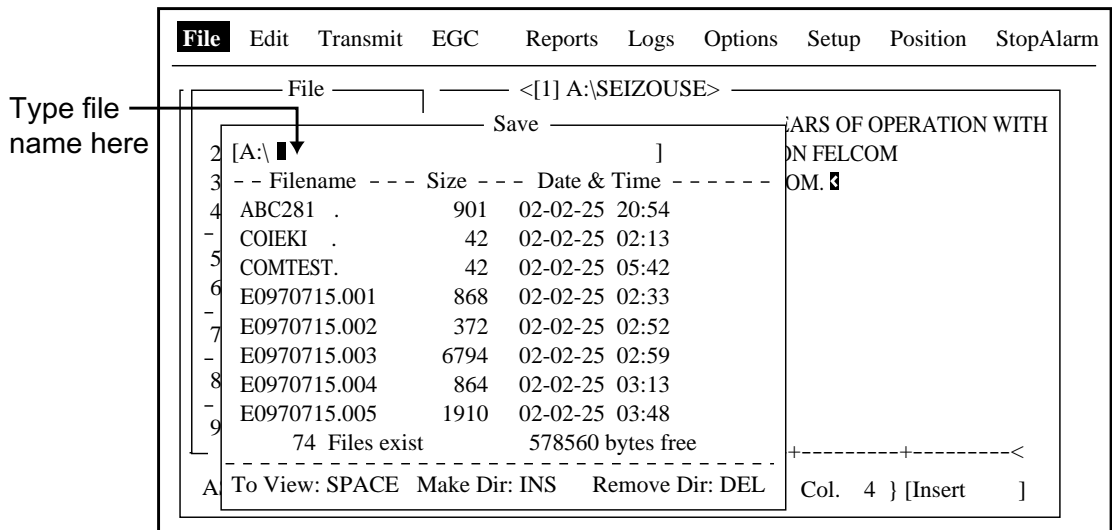 File Edit Transmit EGC Reports Logs Options Setup Position StopAlarm
File <[1] A:\SEIZOUSE>
Type file
name here
Save
ARS OF OPERATION WITH
2 [A:\ ] ON FELCOM
3 - - Filename - - - Size - - - Date & Time - - - - - - OM.
4 ABC281 . 901 02-02-25 20:54
COIEKI . 42 02-02-25 02:13
5 COMTEST. 42 02-02-25 05:42
6 E0970715.001 868 02-02-25 02:33
7 E0970715.002 372 02-02-25 02:52
E0970715.003 6794 02-02-25 02:59
8 E0970715.004 864 02-02-25 03:13
9 E0970715.005 1910 02-02-25 03:48
74 Files exist 578560 bytes free
+---------+---------<
To View: SPACE Make Dir: INS Remove Dir: DEL Col. 4 } [Insert ]